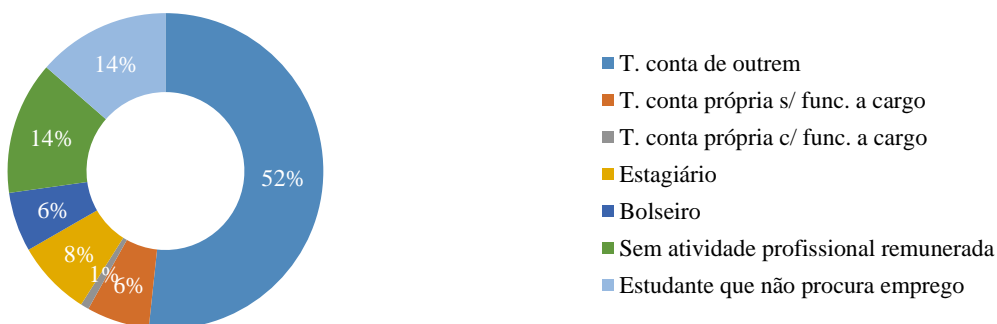 14%
14%
52%
6%
8%
1%
6%
T. conta de outrem
T. conta própria s/ func. a cargo
T. conta própria c/ func. a cargo
Estagiário
Bolseiro
Sem atividade profissional remunerada
Estudante que não procura emprego